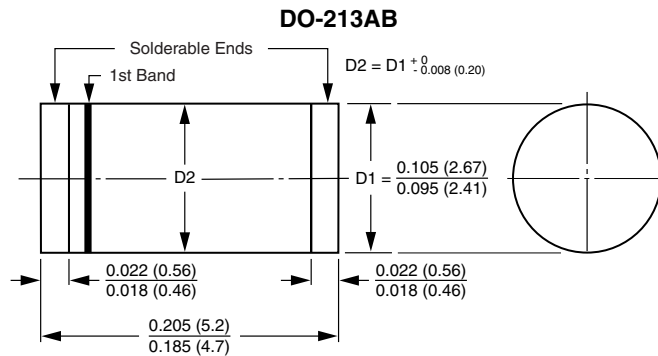 DO-213AB
Solderable Ends
D2 = D1 + 0 - 0.008 (0.20)
1st Band
D2
D1 = 0.105 (2.67)
0.095 (2.41)
0.022 (0.56)
0.018 (0.46)
0.022 (0.56)
0.018 (0.46)
0.205 (5.2)
0.185 (4.7)